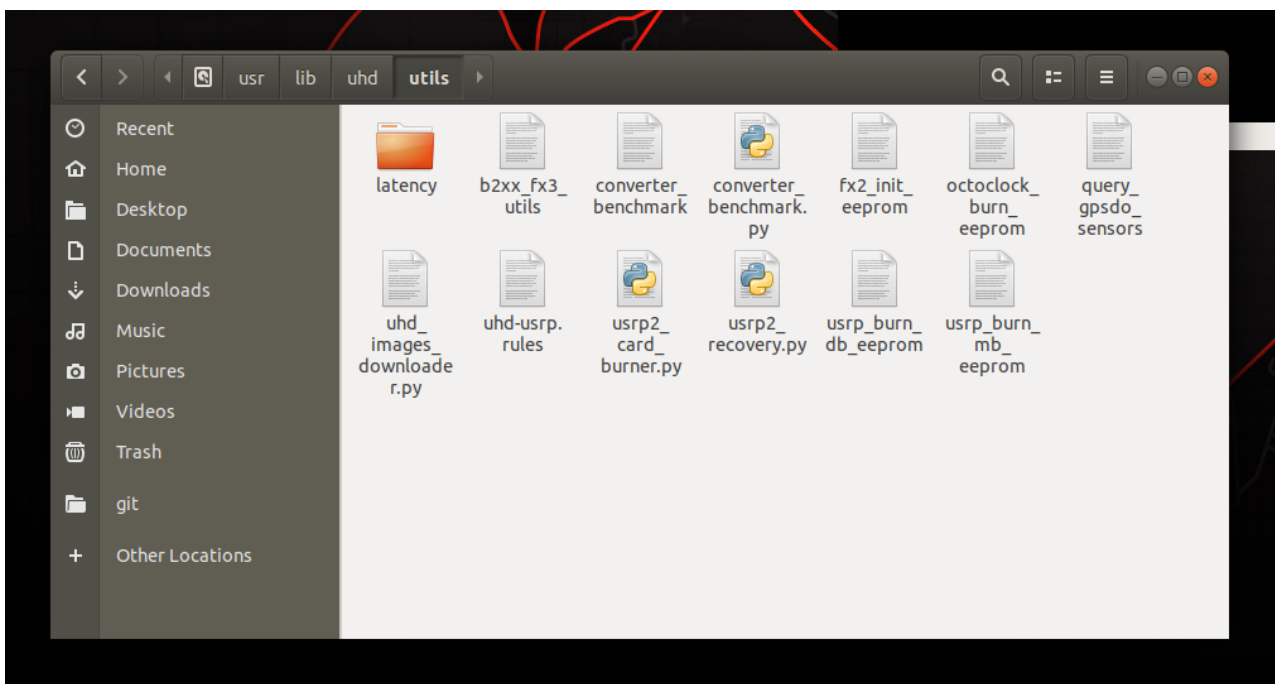 usr lib uhd utils
Recent
Home
Desktop
Documents
Downloads
Music
Pictures
Videos
Trash
git
Other Locations
latency b2xx_fx3_ converter_ converter_ fx2_init_ octoclock_ query_
utils benchmark benchmark. eeprom burn_ gpsdo_
py eeprom sensors
uhd_ uhd-usrp. usrp2_ usrp2_ usrp_burn_ usrp_burn_
images_ rules card_ recovery.py db_eeprom mb_
downloade burner.py eeprom
r.py